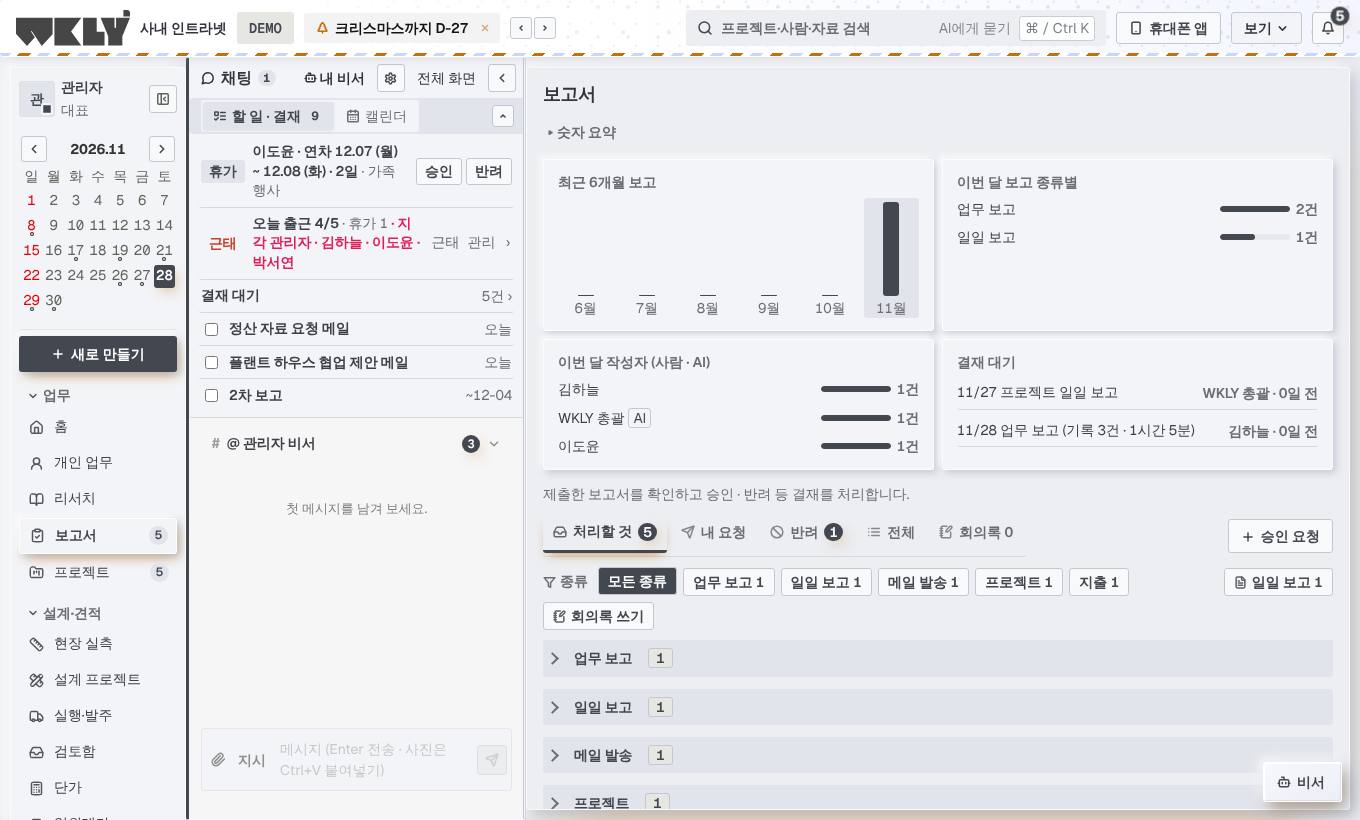 WKLY 사내 인트라넷 DEMO 크리스마스까지 D-27 × ‹ › 프로젝트·사람·자료 검색 AI에게 묻기 ⌘ / Ctrl K 휴대폰 앱 보기 5
관 관리자
대표
2026.11
일 월 화 수 목 금 토
1 2 3 4 5 6 7
8 9 10 11 12 13 14
15 16 17 18 19 20 21
22 23 24 25 26 27 28
29 30
+ 새로 만들기
업무
홈
개인 업무
리서치
보고서 5
프로젝트 5
설계·견적
현장 실측
설계 프로젝트
실행·발주
검토함
단가
채팅 1 내 비서 전체 화면
할 일 · 결재 9 캘린더
휴가 이도윤 · 연차 12.07 (월)
~ 12.08 (화) · 2일 · 가족
행사
승인 반려
근태 오늘 출근 4/5 · 휴가 1 · 지
각 관리자 · 김하늘 · 이도윤 ·
박서연
근태 관리 ›
결재 대기 5건 ›
정산 자료 요청 메일 오늘
플랜트 하우스 협업 제안 메일 오늘
2차 보고 ~12-04
# @ 관리자 비서 3
첫 메시지를 남겨 보세요.
지시 메시지 (Enter 전송 · 사진은
Ctrl+V 붙여넣기)
보고서
숫자 요약
최근 6개월 보고
6월 7월 8월 9월 10월 11월
이번 달 보고 종류별
업무 보고 2건
일일 보고 1건
이번 달 작성자 (사람 · AI)
김하늘 1건
WKLY 총괄 AI 1건
이도윤 1건
결재 대기
11/27 프로젝트 일일 보고 WKLY 총괄 · 0일 전
11/28 업무 보고 (기록 3건 · 1시간 5분) 김하늘 · 0일 전
제출한 보고서를 확인하고 승인 · 반려 등 결재를 처리합니다.
처리할 것 5 내 요청 반려 1 전체 회의록 0 + 승인 요청
종류 모든 종류 업무 보고 1 일일 보고 1 메일 발송 1 프로젝트 1 지출 1 일일 보고 1
회의록 쓰기
업무 보고 1
일일 보고 1
메일 발송 1
프로젝트 1
비서